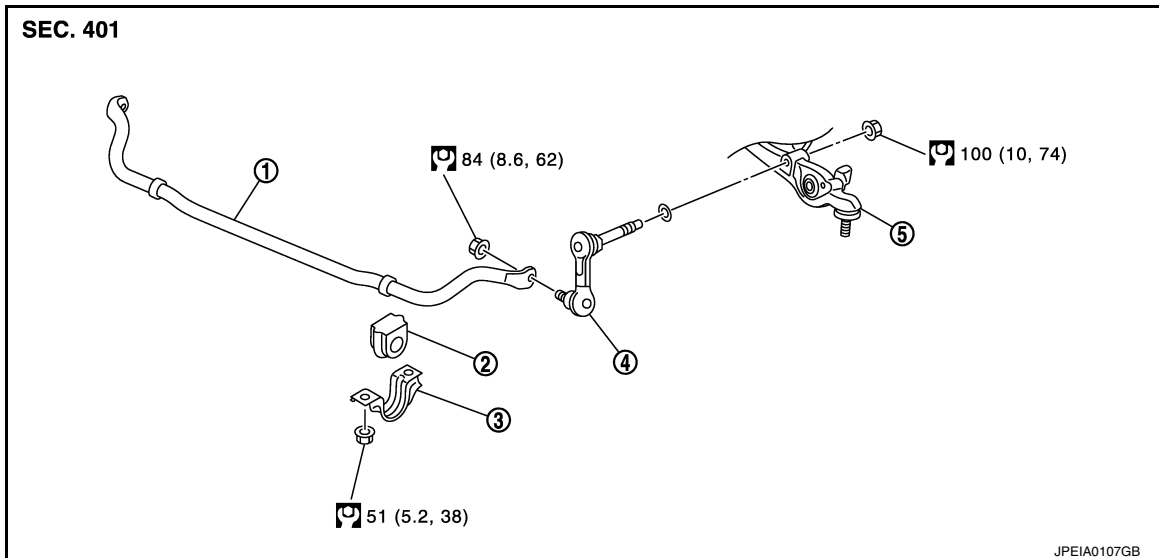 SEC. 401
①
84 (8.6, 62)
100 (10, 74)
⑤
②
④
③
51 (5.2, 38)
JPEIA0107GB